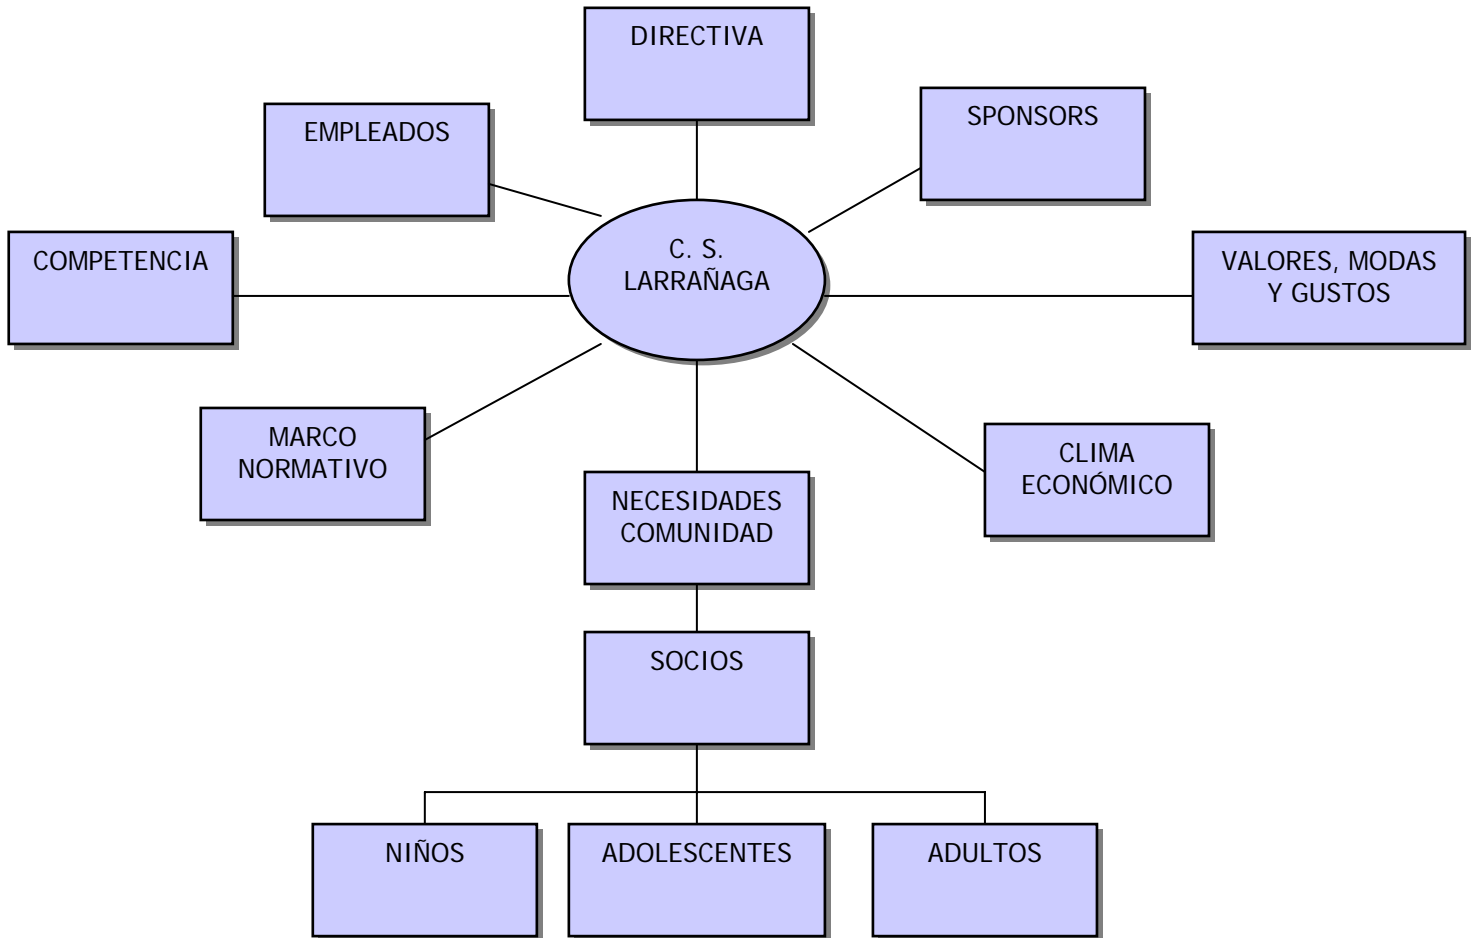 DIRECTIVA
SPONSORS
EMPLEADOS
C. S.
LARRAÑAGA
COMPETENCIA
VALORES, MODAS
Y GUSTOS
MARCO
NORMATIVO
CLIMA
ECONÓMICO
NECESIDADES
COMUNIDAD
SOCIOS
NIÑOS
ADOLESCENTES
ADULTOS